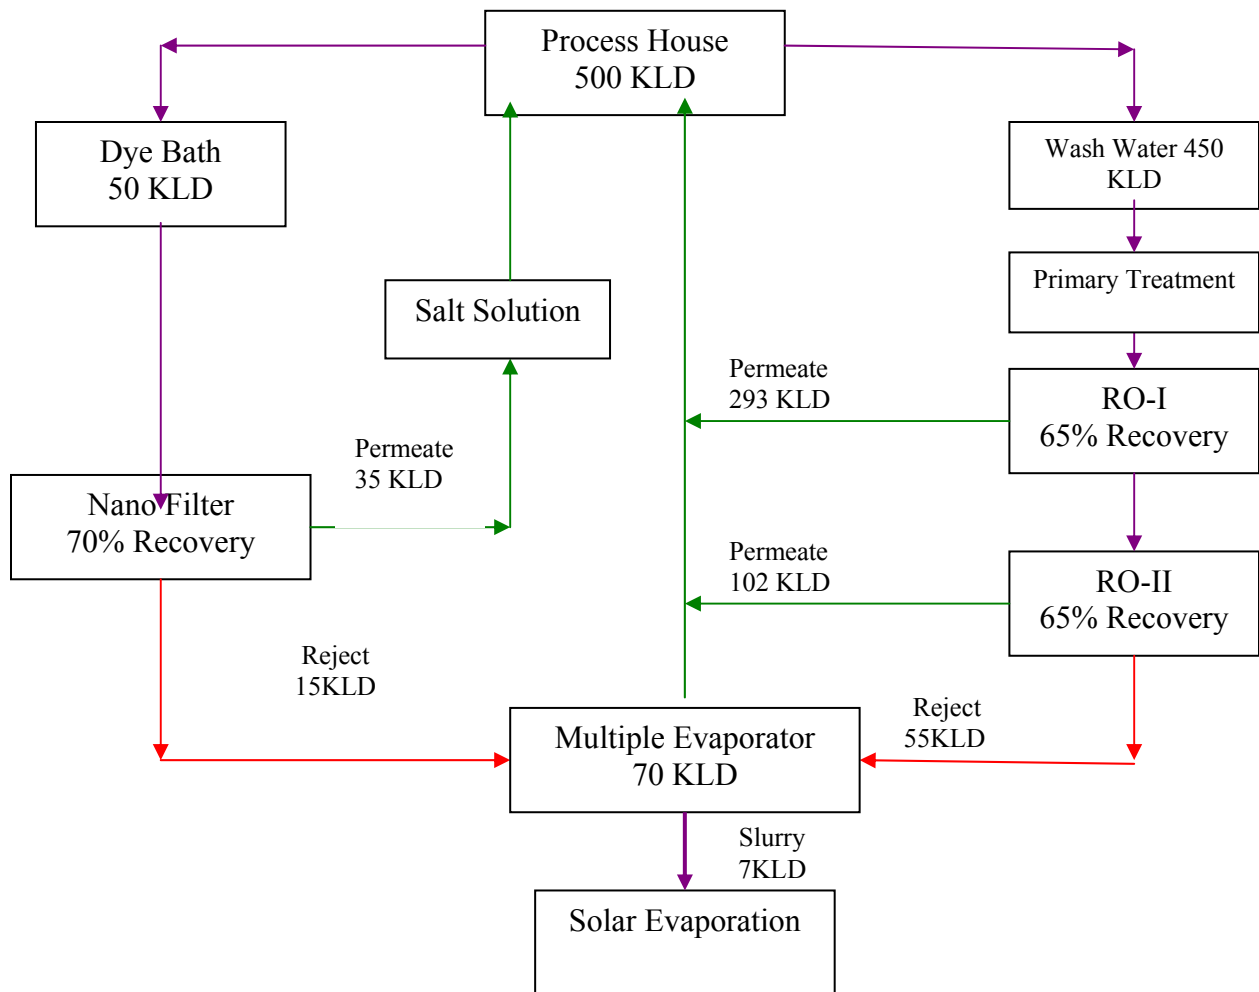 Process House
500 KLD
Dye Bath
50 KLD
Wash Water 450
KLD
Primary Treatment
Salt Solution
Permeate
293 KLD
RO-I
65% Recovery
Permeate
35 KLD
Nano Filter
70% Recovery
Permeate
102 KLD
RO-II
65% Recovery
Reject
15KLD
Reject
55KLD
Multiple Evaporator
70 KLD
Slurry
7KLD
Solar Evaporation